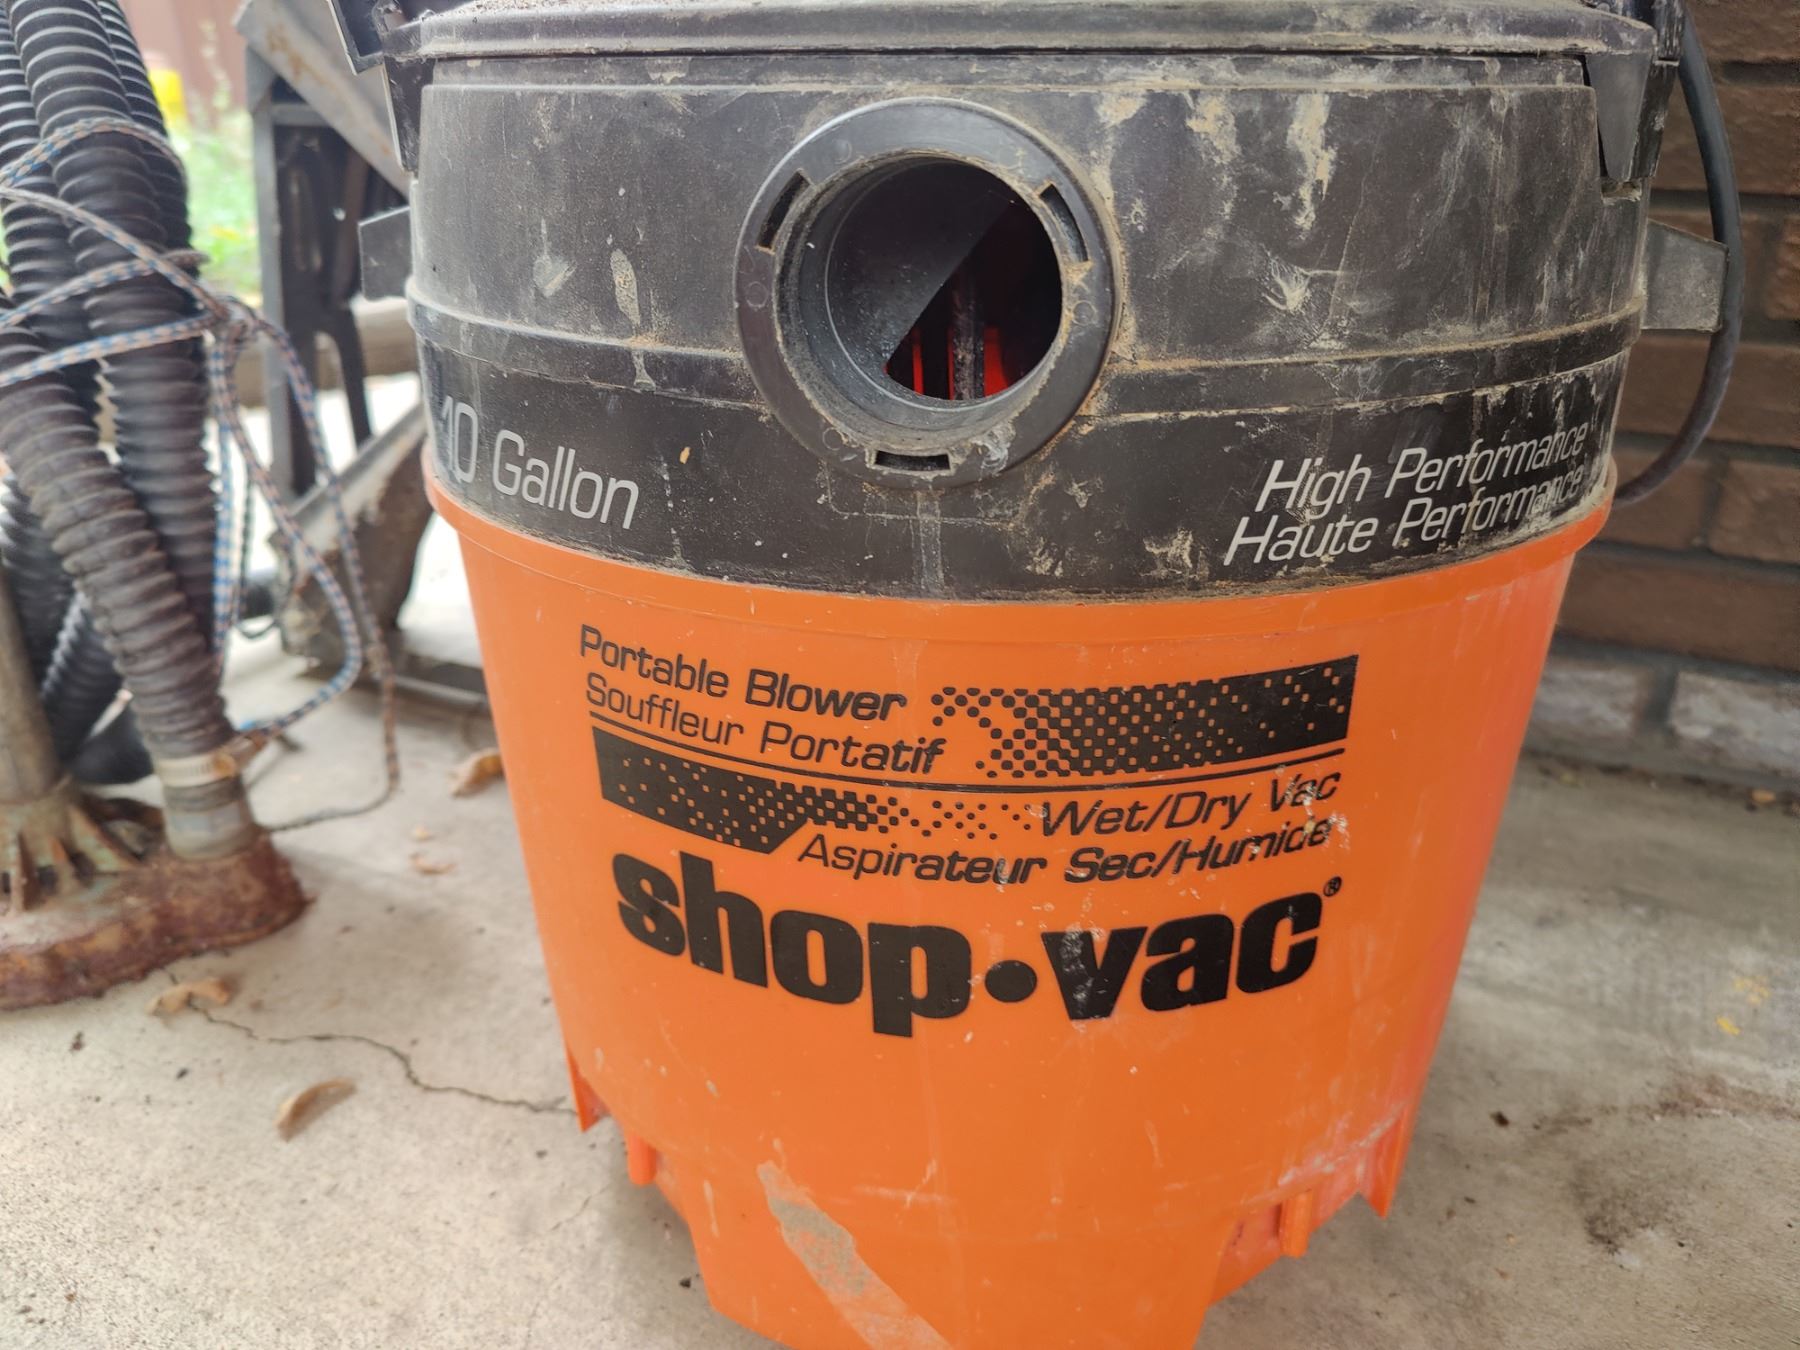 10 Gallon
High Performance
Haute Performance
Portable Blower
Souffleur Portatif
Wet/Dry Vac
Aspirateur Sec/Humide
shop•vac®